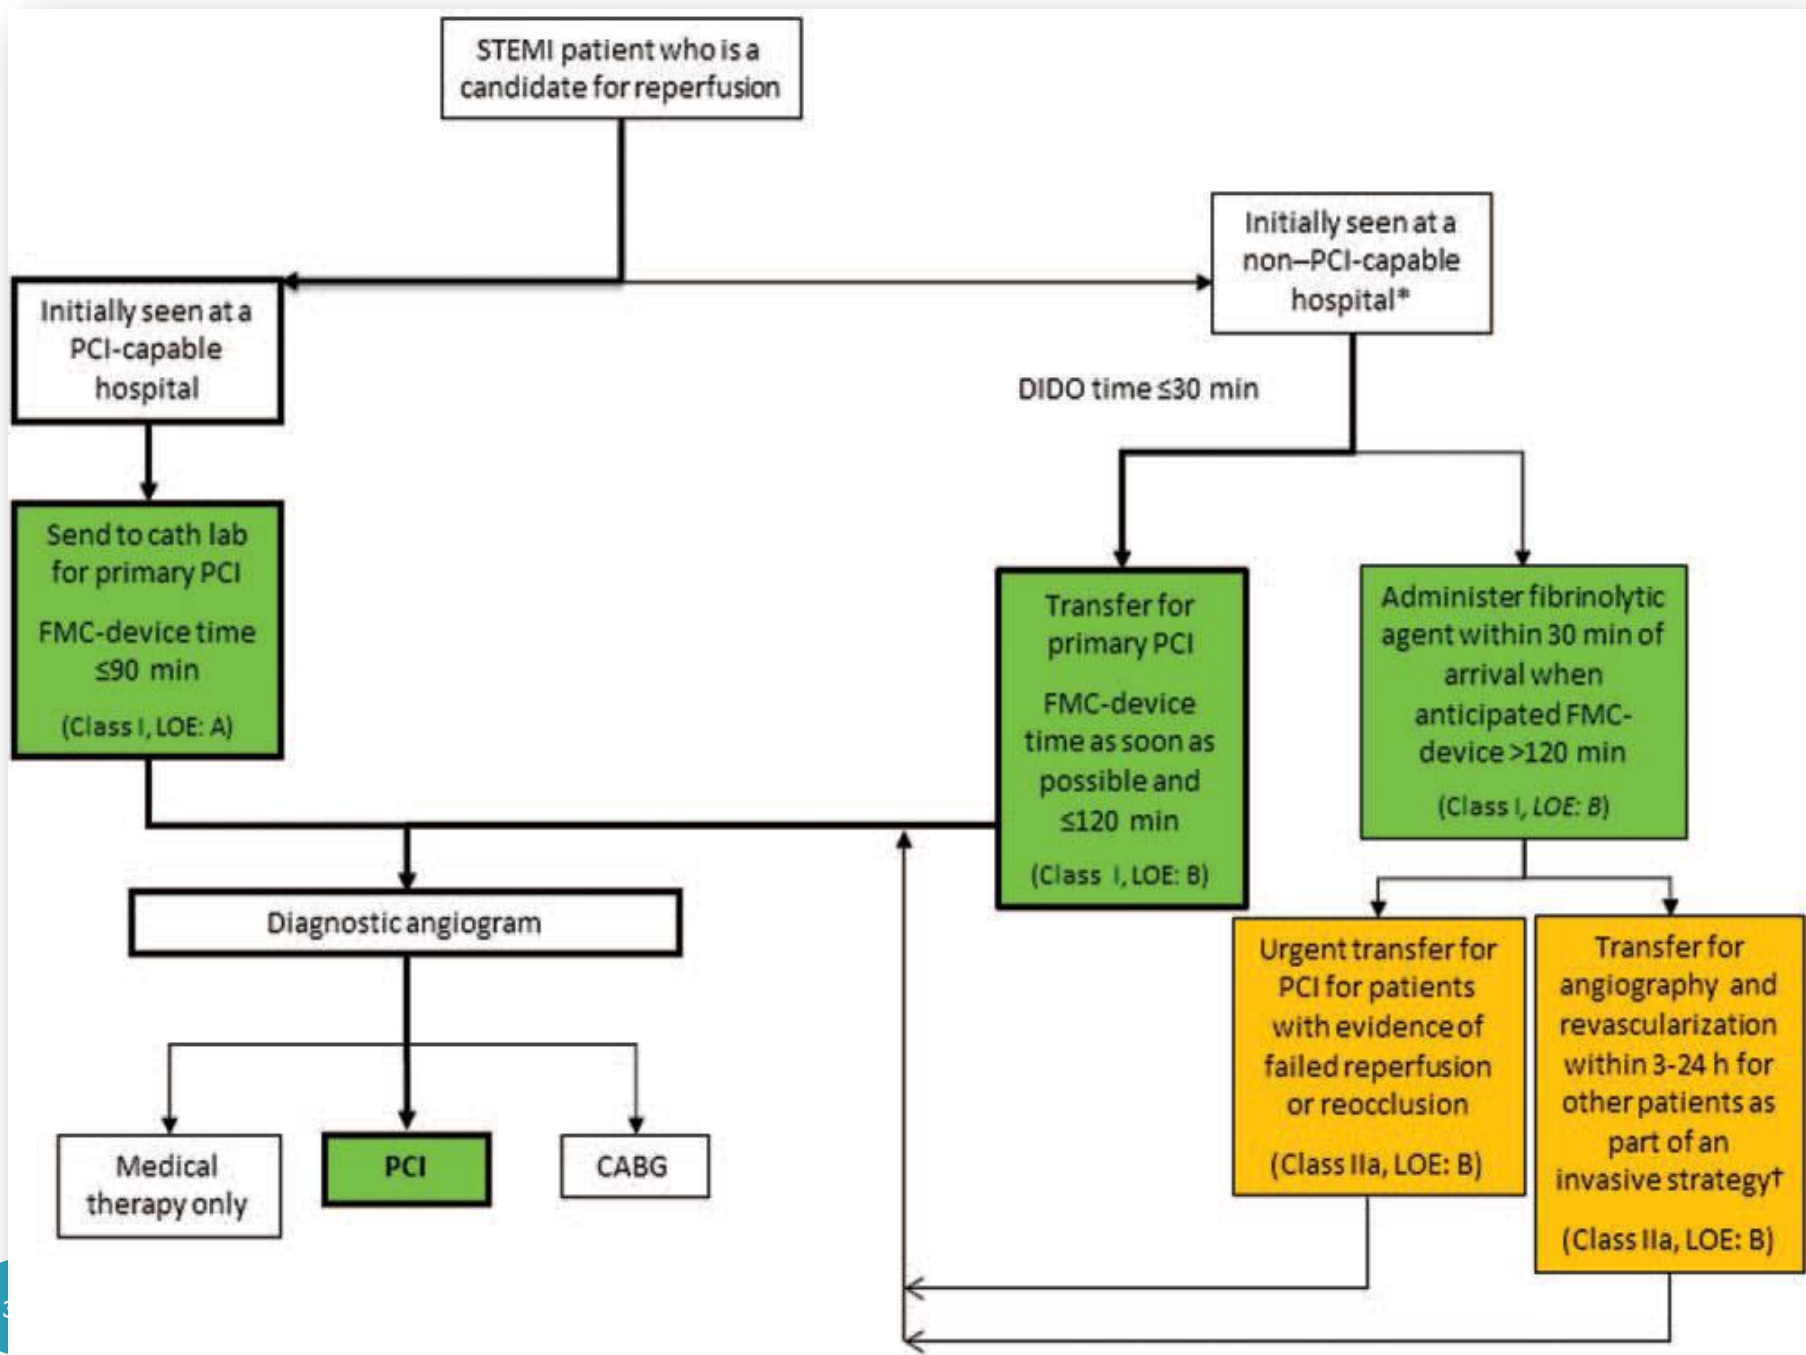 STEMI patient who is a
candidate for reperfusion
Initially seen at a
non–PCI-capable
hospital*
Initially seen at a
PCI-capable
hospital
DIDO time ≤30 min
Send to cath lab
for primary PCI
FMC-device time
≤90 min
(Class I, LOE: A)
Transfer for
primary PCI
FMC-device
time as soon as
possible and
≤120 min
(Class I, LOE: B)
Administer fibrinolytic
agent within 30 min of
arrival when
anticipated FMC-
device >120 min
(Class I, LOE: B)
Diagnostic angiogram
Urgent transfer for
PCI for patients
with evidence of
failed reperfusion
or reocclusion
(Class IIa, LOE: B)
Transfer for
angiography and
revascularization
within 3-24 h for
other patients as
part of an
invasive strategy†
(Class IIa, LOE: B)
Medical
therapy only
PCI
CABG